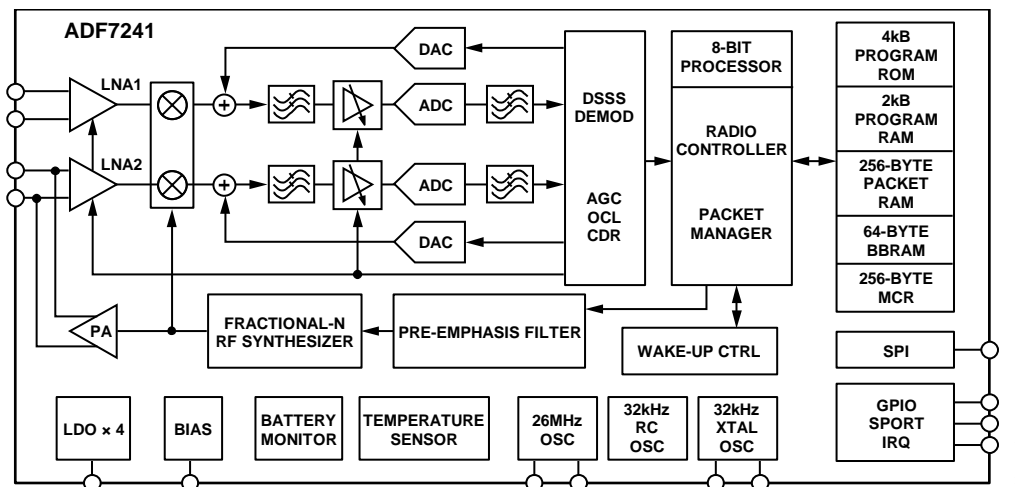 ADF7241
LNA1
LNA2
DAC
ADC
ADC
DAC
DSSS
DEMOD
AGC
OCL
CDR
8-BIT
PROCESSOR
RADIO
CONTROLLER
PACKET
MANAGER
4kB
PROGRAM
ROM
2kB
PROGRAM
RAM
256-BYTE
PACKET
RAM
64-BYTE
BBRAM
256-BYTE
MCR
PA
FRACTIONAL-N
RF SYNTHESIZER
PRE-EMPHASIS FILTER
WAKE-UP CTRL
SPI
GPIO
SPORT
IRQ
LDO × 4
BIAS
BATTERY
MONITOR
TEMPERATURE
SENSOR
26MHz
OSC
32kHz
RC
OSC
32kHz
XTAL
OSC